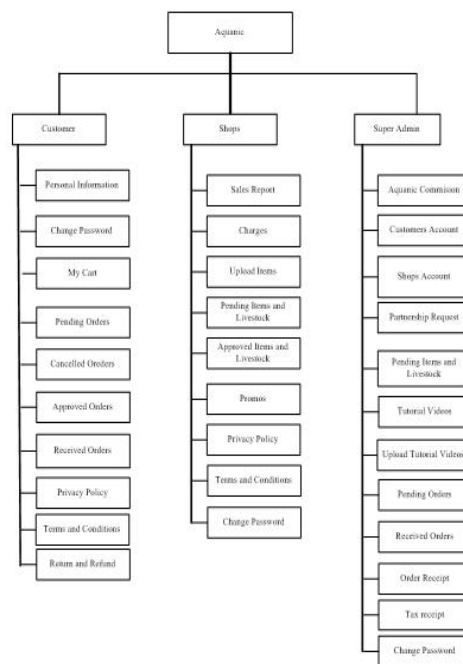 Aquanic
Customer
Shops
Super Admin
Personal Information
Change Password
My Cart
Pending Orders
Cancelled Oroders
Approved Orders
Received Orders
Privacy Policy
Terms and Conditions
Return and Refund
Sales Report
Charges
Upload Items
Pending Items and
Livestock
Approved Items and
Livestock
Promos
Privacy Policy
Terms and Conditions
Change Password
Aquanic Commision
Customers Account
Shops Account
Partnership Request
Pending Items and
Livestock
Tutorial Videos
Upload Tutorial Videos
Pending Orders
Received Orders
Order Receipt
Tax receipt
Change Password